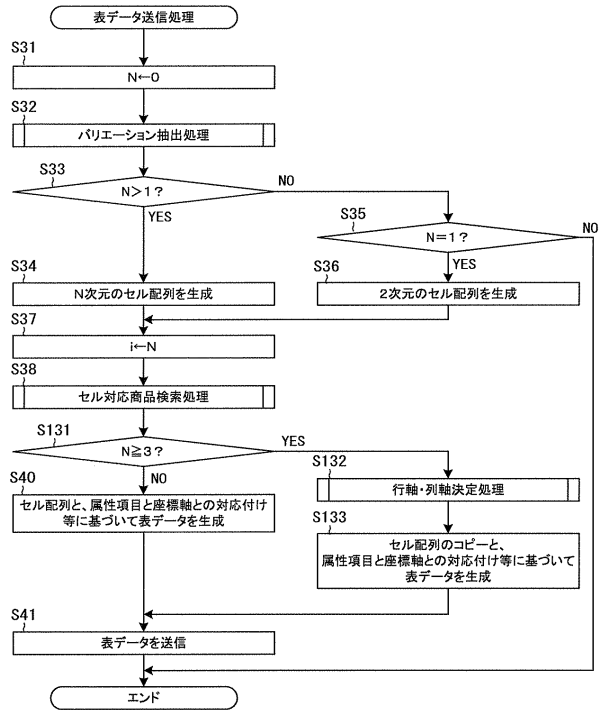 表データ送信処理
S31
N←0
S32
バリエーション抽出処理
S33
N>1?
NO
YES
S35
N=1?
NO
YES
S34
N次元のセル配列を生成
S36
2次元のセル配列を生成
S37
i←N
S38
セル対応商品検索処理
S131
N≧3?
YES
NO
S132
行軸・列軸決定処理
S40
セル配列と、属性項目と座標軸との対応付け
等に基づいて表データを生成
S133
セル配列のコピーと、
属性項目と座標軸との対応付け等に基づいて
表データを生成
S41
表データを送信
エンド